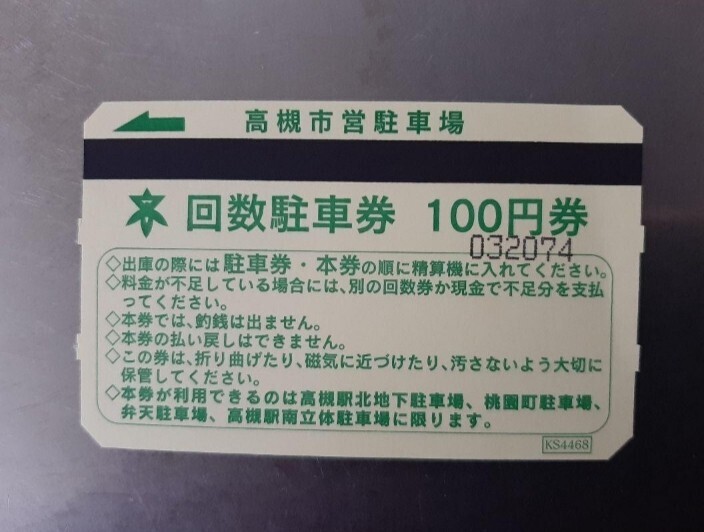 高槻市営駐車場
回数駐車券 100円券
032074
◇出庫の際には駐車券・本券の順に精算機に入れてください。
◇料金が不足している場合には、別の回数券か現金で不足分を支払
ってください。
◇本券では、釣銭は出ません。
◇本券の払い戻しはできません。
◇この券は、折り曲げたり、磁気に近づけたり、汚さないよう大切に
保管してください。
◇本券が利用できるのは高槻駅北地下駐車場、桃園町駐車場、
弁天駐車場、高槻駅南立体駐車場に限ります。
KS4468